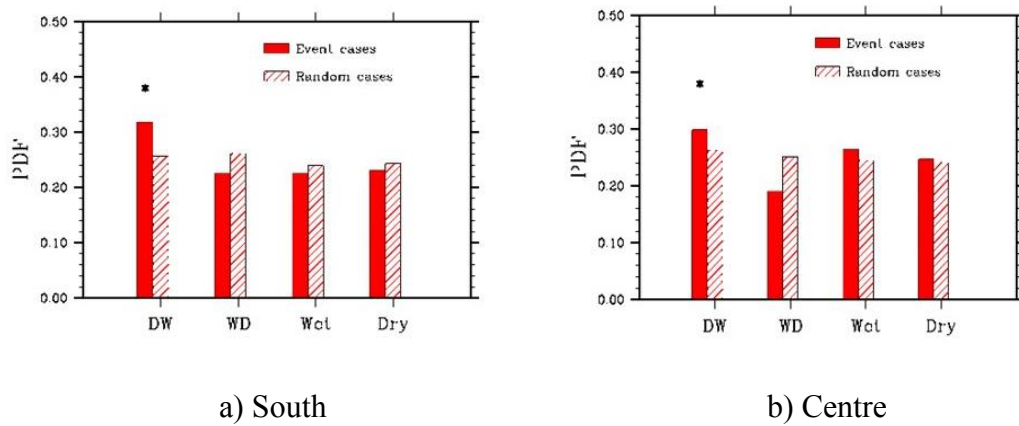 0.50
Event cases
Random cases
0.40
*
0.30
PDF
0.20
0.10
0.00
DW WD Wet Dry
a) South
0.50
Event cases
0.40
Random cases
*
0.30
PDF
0.20
0.10
0.00
DW WD Wet Dry
b) Centre